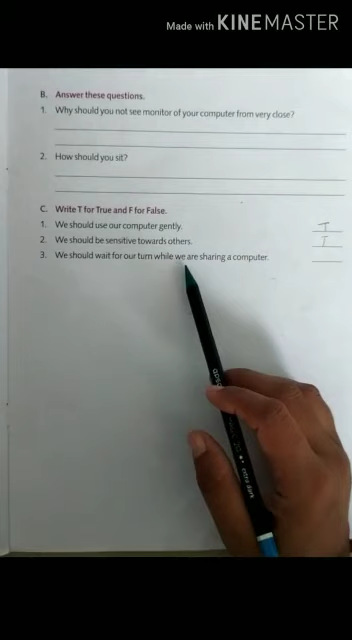 Made with KINEMASTER
B. Answer these questions.
1. Why should you not see monitor of your computer from very close?
2. How should you sit?
C. Write T for True and F for False.
1. We should use our computer gently. T
2. We should be sensitive towards others. T
3. We should wait for our turn while we are sharing a computer.
extra dark